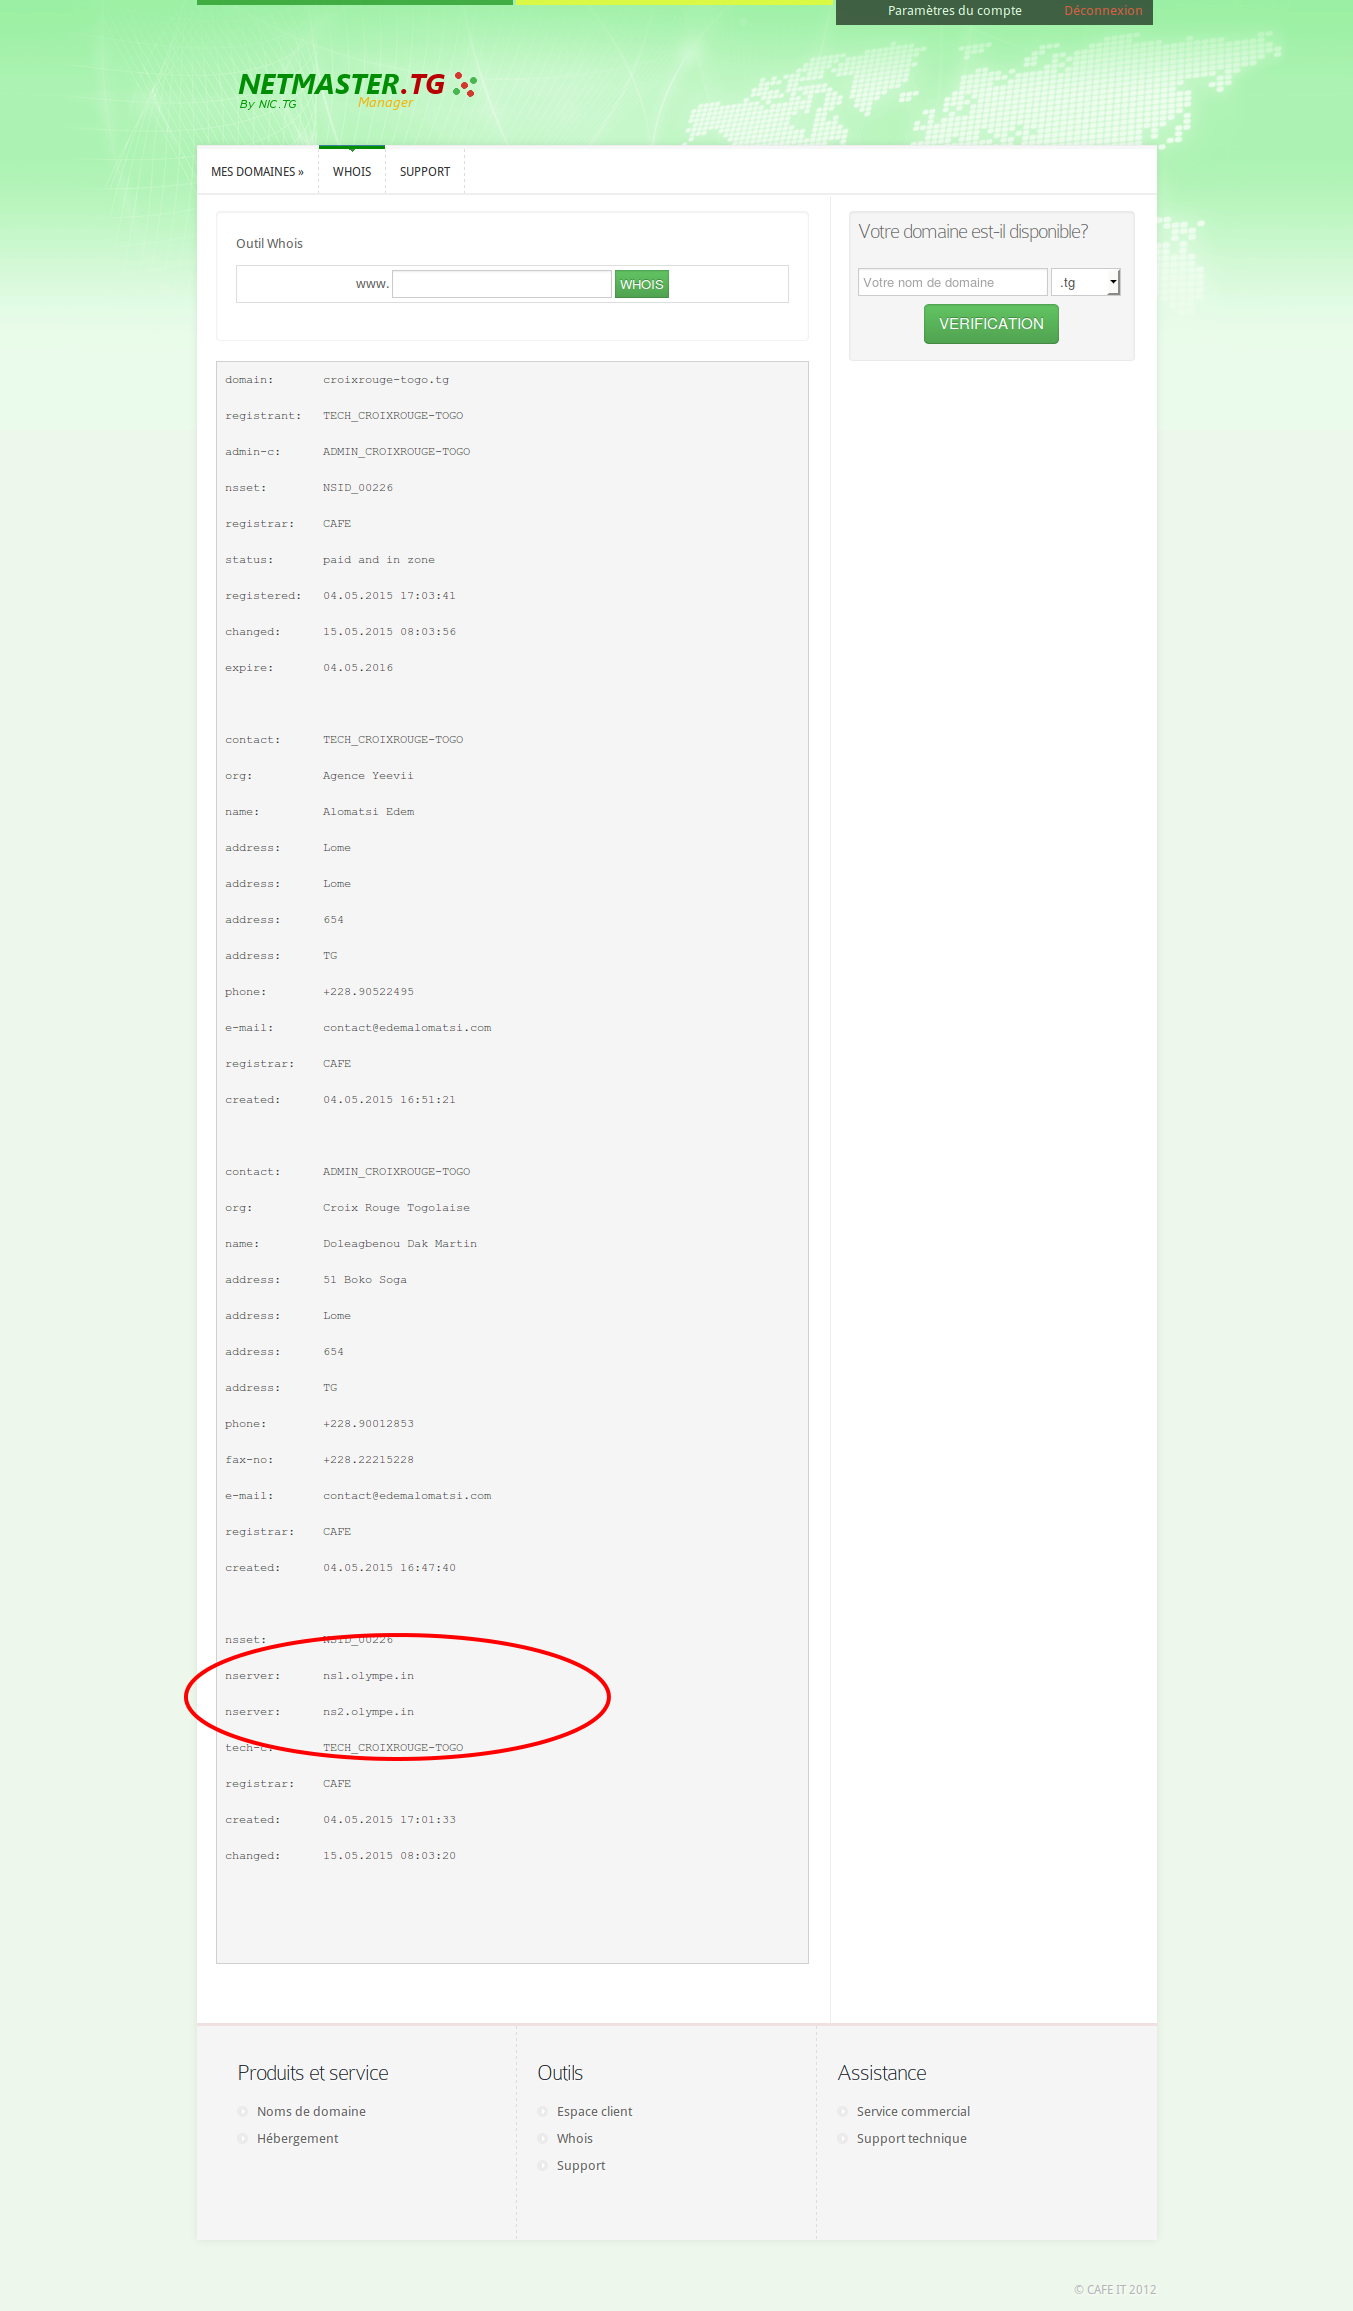 Paramètres du compte Déconnexion
NETMASTER.TG
By NIC.TG Manager
MES DOMAINES » WHOIS SUPPORT
Outil Whois
www. WHOIS
Votre domaine est-il disponible?
Votre nom de domaine .tg
VERIFICATION
domain: croixrouge-togo.tg
registrant: TECH_CROIXROUGE-TOGO
admin-c: ADMIN_CROIXROUGE-TOGO
nsset: NSID_00226
registrar: CAFE
status: paid and in zone
registered: 04.05.2015 17:03:41
changed: 15.05.2015 08:03:56
expire: 04.05.2016
contact: TECH_CROIXROUGE-TOGO
org: Agence Yeevii
name: Alomatsi Edem
address: Lome
address: Lome
address: 654
address: TG
phone: +228.90522495
e-mail: contact@edemalomatsi.com
registrar: CAFE
created: 04.05.2015 16:51:21
contact: ADMIN_CROIXROUGE-TOGO
org: Croix Rouge Togolaise
name: Doleagbenou Dak Martin
address: 51 Boko Soga
address: Lome
address: 654
address: TG
phone: +228.90012853
fax-no: +228.22215228
e-mail: contact@edemalomatsi.com
registrar: CAFE
created: 04.05.2015 16:47:40
nsset: NSID_00226
nserver: ns1.olympe.in
nserver: ns2.olympe.in
tech-c: TECH_CROIXROUGE-TOGO
registrar: CAFE
created: 04.05.2015 17:01:33
changed: 15.05.2015 08:03:20
Produits et service
Noms de domaine
Hébergement
Outils
Espace client
Whois
Support
Assistance
Service commercial
Support technique
© CAFE IT 2012